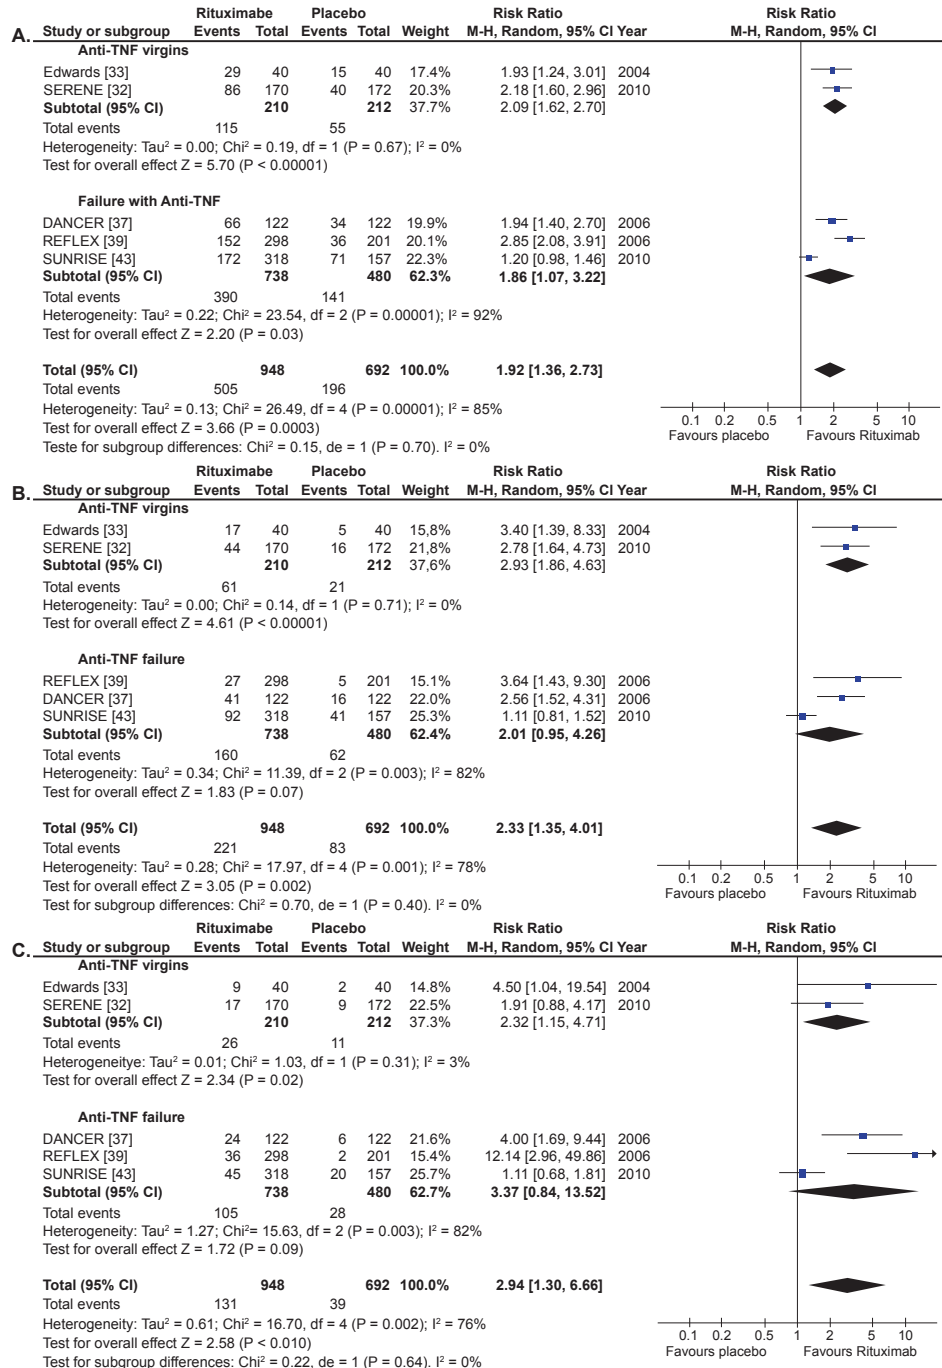 Rituximabe Placebo Risk Ratio Risk Ratio
A. Study or subgroup Events Total Events Total Weight M-H, Random, 95% CI Year M-H, Random, 95% CI
Anti-TNF virgins
Edwards [33] 29 40 15 40 17.4% 1.93 [1.24, 3.01] 2004
SERENE [32] 86 170 40 172 20.3% 2.18 [1.60, 2.96] 2010
Subtotal (95% CI) 210 212 37.7% 2.09 [1.62, 2.70]
Total events 115 55
Heterogeneity: Tau² = 0.00; Chi² = 0.19, df = 1 (P = 0.67); I² = 0%
Test for overall effect Z = 5.70 (P < 0.00001)
Failure with Anti-TNF
DANCER [37] 66 122 34 122 19.9% 1.94 [1.40, 2.70] 2006
REFLEX [39] 152 298 36 201 20.1% 2.85 [2.08, 3.91] 2006
SUNRISE [43] 172 318 71 157 22.3% 1.20 [0.98, 1.46] 2010
Subtotal (95% CI) 738 480 62.3% 1.86 [1.07, 3.22]
Total events 390 141
Heterogeneity: Tau² = 0.22; Chi² = 23.54, df = 2 (P = 0.00001); I² = 92%
Test for overall effect Z = 2.20 (P = 0.03)
Total (95% CI) 948 692 100.0% 1.92 [1.36, 2.73]
Total events 505 196
Heterogeneity: Tau² = 0.13; Chi² = 26.49, df = 4 (P = 0.00001); I² = 85%
Test for overall effect Z = 3.66 (P = 0.0003)
Teste for subgroup differences: Chi² = 0.15, de = 1 (P = 0.70). I² = 0%
0.1 0.2 0.5 1 2 5 10
Favours placebo Favours Rituximab
Rituximabe Placebo Risk Ratio Risk Ratio
B. Study or subgroup Events Total Events Total Weight M-H, Random, 95% CI Year M-H, Random, 95% CI
Anti-TNF virgins
Edwards [33] 17 40 5 40 15,8% 3.40 [1.39, 8.33] 2004
SERENE [32] 44 170 16 172 21,8% 2.78 [1.64, 4.73] 2010
Subtotal (95% CI) 210 212 37,6% 2.93 [1.86, 4.63]
Total events 61 21
Heterogeneity: Tau² = 0.00; Chi² = 0.14, df = 1 (P = 0.71); I² = 0%
Test for overall effect Z = 4.61 (P < 0.00001)
Anti-TNF failure
REFLEX [39] 27 298 5 201 15.1% 3.64 [1.43, 9.30] 2006
DANCER [37] 41 122 16 122 22.0% 2.56 [1.52, 4.31] 2006
SUNRISE [43] 92 318 41 157 25.3% 1.11 [0.81, 1.52] 2010
Subtotal (95% CI) 738 480 62.4% 2.01 [0.95, 4.26]
Total events 160 62
Heterogeneity: Tau² = 0.34; Chi² = 11.39, df = 2 (P = 0.003); I² = 82%
Test for overall effect Z = 1.83 (P = 0.07)
Total (95% CI) 948 692 100.0% 2.33 [1.35, 4.01]
Total events 221 83
Heterogeneity: Tau² = 0.28; Chi² = 17.97, df = 4 (P = 0.001); I² = 78%
Test for overall effect Z = 3.05 (P = 0.002)
Test for subgroup differences: Chi² = 0.70, de = 1 (P = 0.40). I² = 0%
0.1 0.2 0.5 1 2 5 10
Favours placebo Favours Rituximab
Rituximabe Placebo Risk Ratio Risk Ratio
C. Study or subgroup Events Total Events Total Weight M-H, Random, 95% CI Year M-H, Random, 95% CI
Anti-TNF virgins
Edwards [33] 9 40 2 40 14.8% 4.50 [1.04, 19.54] 2004
SERENE [32] 17 170 9 172 22.5% 1.91 [0.88, 4.17] 2010
Subtotal (95% CI) 210 212 37.3% 2.32 [1.15, 4.71]
Total events 26 11
Heterogeneitye: Tau² = 0.01; Chi² = 1.03, df = 1 (P = 0.31); I² = 3%
Test for overall effect Z = 2.34 (P = 0.02)
Anti-TNF failure
DANCER [37] 24 122 6 122 21.6% 4.00 [1.69, 9.44] 2006
REFLEX [39] 36 298 2 201 15.4% 12.14 [2.96, 49.86] 2006
SUNRISE [43] 45 318 20 157 25.7% 1.11 [0.68, 1.81] 2010
Subtotal (95% CI) 738 480 62.7% 3.37 [0.84, 13.52]
Total events 105 28
Heterogeneity: Tau² = 1.27; Chi²= 15.63, df = 2 (P = 0.003); I² = 82%
Test for overall effect Z = 1.72 (P = 0.09)
Total (95% CI) 948 692 100.0% 2.94 [1.30, 6.66]
Total events 131 39
Heterogeneity: Tau² = 0.61; Chi² = 16.70, df = 4 (P = 0.002); I² = 76%
Test for overall effect Z = 2.58 (P < 0.010)
Test for subgroup differences: Chi² = 0.22, de = 1 (P = 0.64). I² = 0%
0.1 0.2 0.5 1 2 5 10
Favours placebo Favours Rituximab